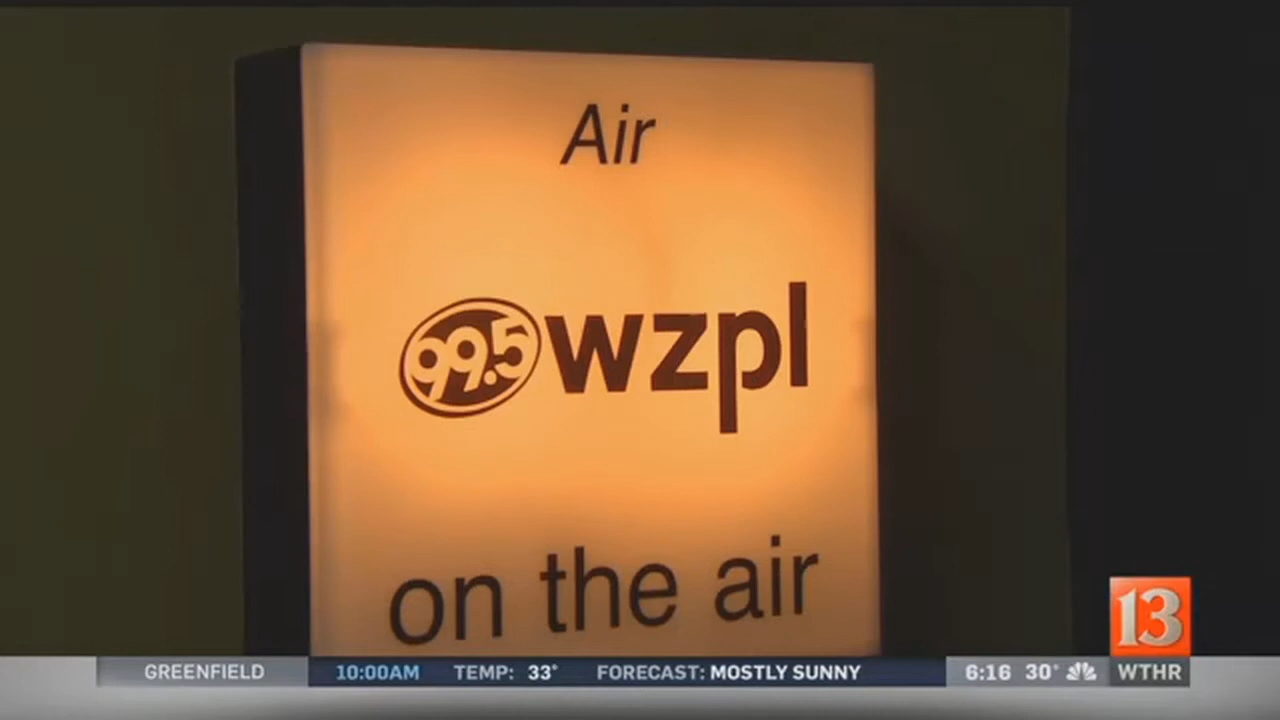 Air
99.5 wzpl
on the air
13
GREENFIELD 10:00AM TEMP: 33° FORECAST: MOSTLY SUNNY 6:16 30° WTHR